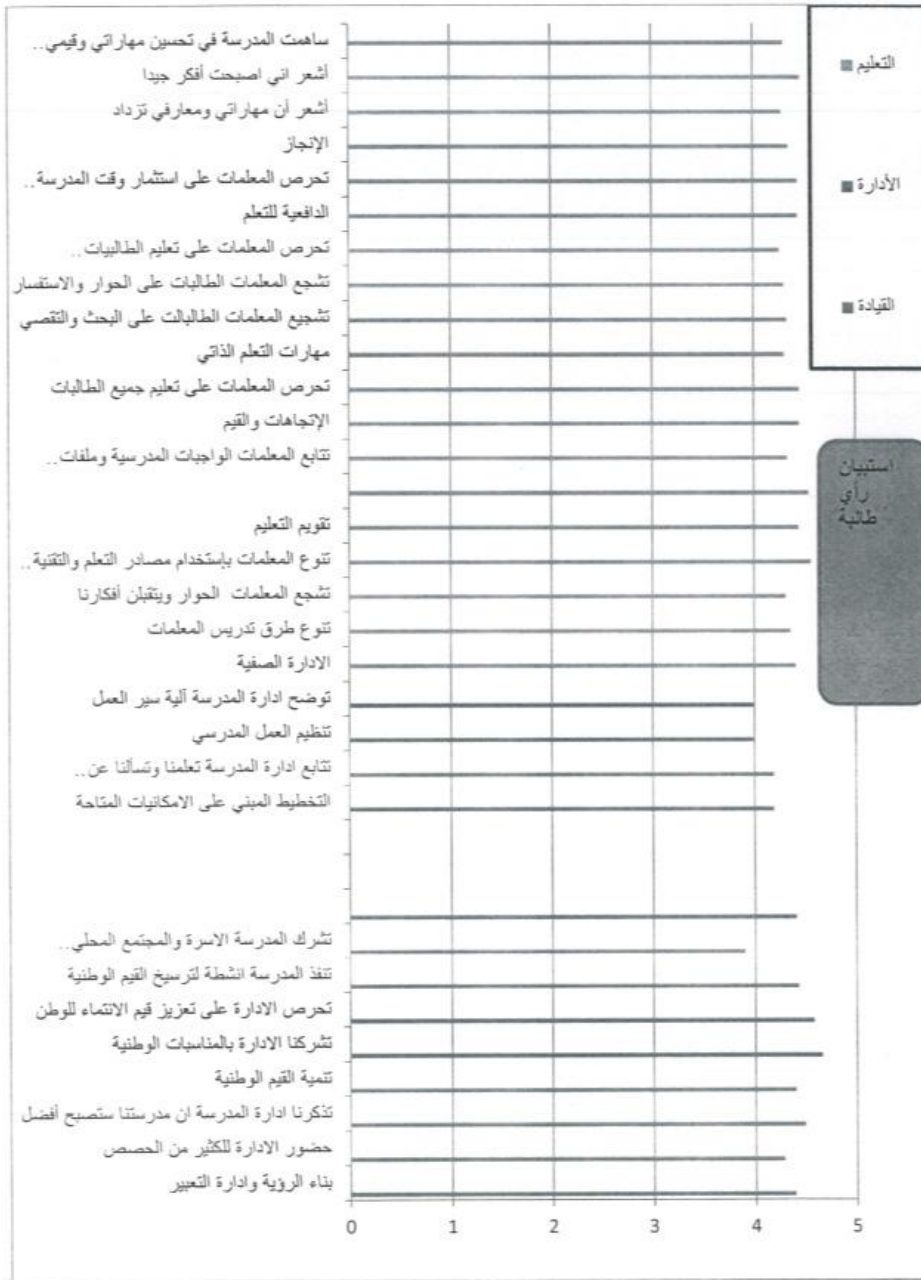 ساهمت المدرسة في تحسين مهاراتي وقيمي..
أشعر اني اصبحت أفكر جيدا
أشعر أن مهاراتي ومعارفي تزداد
الإنجاز
تحرص المعلمات على استثمار وقت المدرسة..
الدافعية للتعلم
تحرص المعلمات على تعليم الطالبيات..
تشجع المعلمات الطالبات على الحوار والاستفسار
تشجيع المعلمات الطالبالت على البحث والتقصي
مهارات التعلم الذاتي
تحرص المعلمات على تعليم جميع الطالبات
الإتجاهات والقيم
تتابع المعلمات الواجبات المدرسية وملفات..
تقويم التعليم
تنوع المعلمات بإستخدام مصادر التعلم والتقنية..
تشجع المعلمات الحوار ويتقبلن أفكارنا
تنوع طرق تدريس المعلمات
الادارة الصفية
توضح ادارة المدرسة آلية سير العمل
تنظيم العمل المدرسي
تتابع ادارة المدرسة تعلمنا وتسألنا عن..
التخطيط المبني على الامكانيات المتاحة
تشرك المدرسة الاسرة والمجتمع المحلي..
تنفذ المدرسة انشطة لترسيخ القيم الوطنية
تحرص الادارة على تعزيز قيم الانتماء للوطن
تشركنا الادارة بالمناسبات الوطنية
تنمية القيم الوطنية
تذكرنا ادارة المدرسة ان مدرستنا ستصبح أفضل
حضور الادارة للكثير من الحصص
بناء الرؤية وادارة التعبير
0 1 2 3 4 5
التعليم
الأدارة
القيادة
استبيان
رأي
طالبة